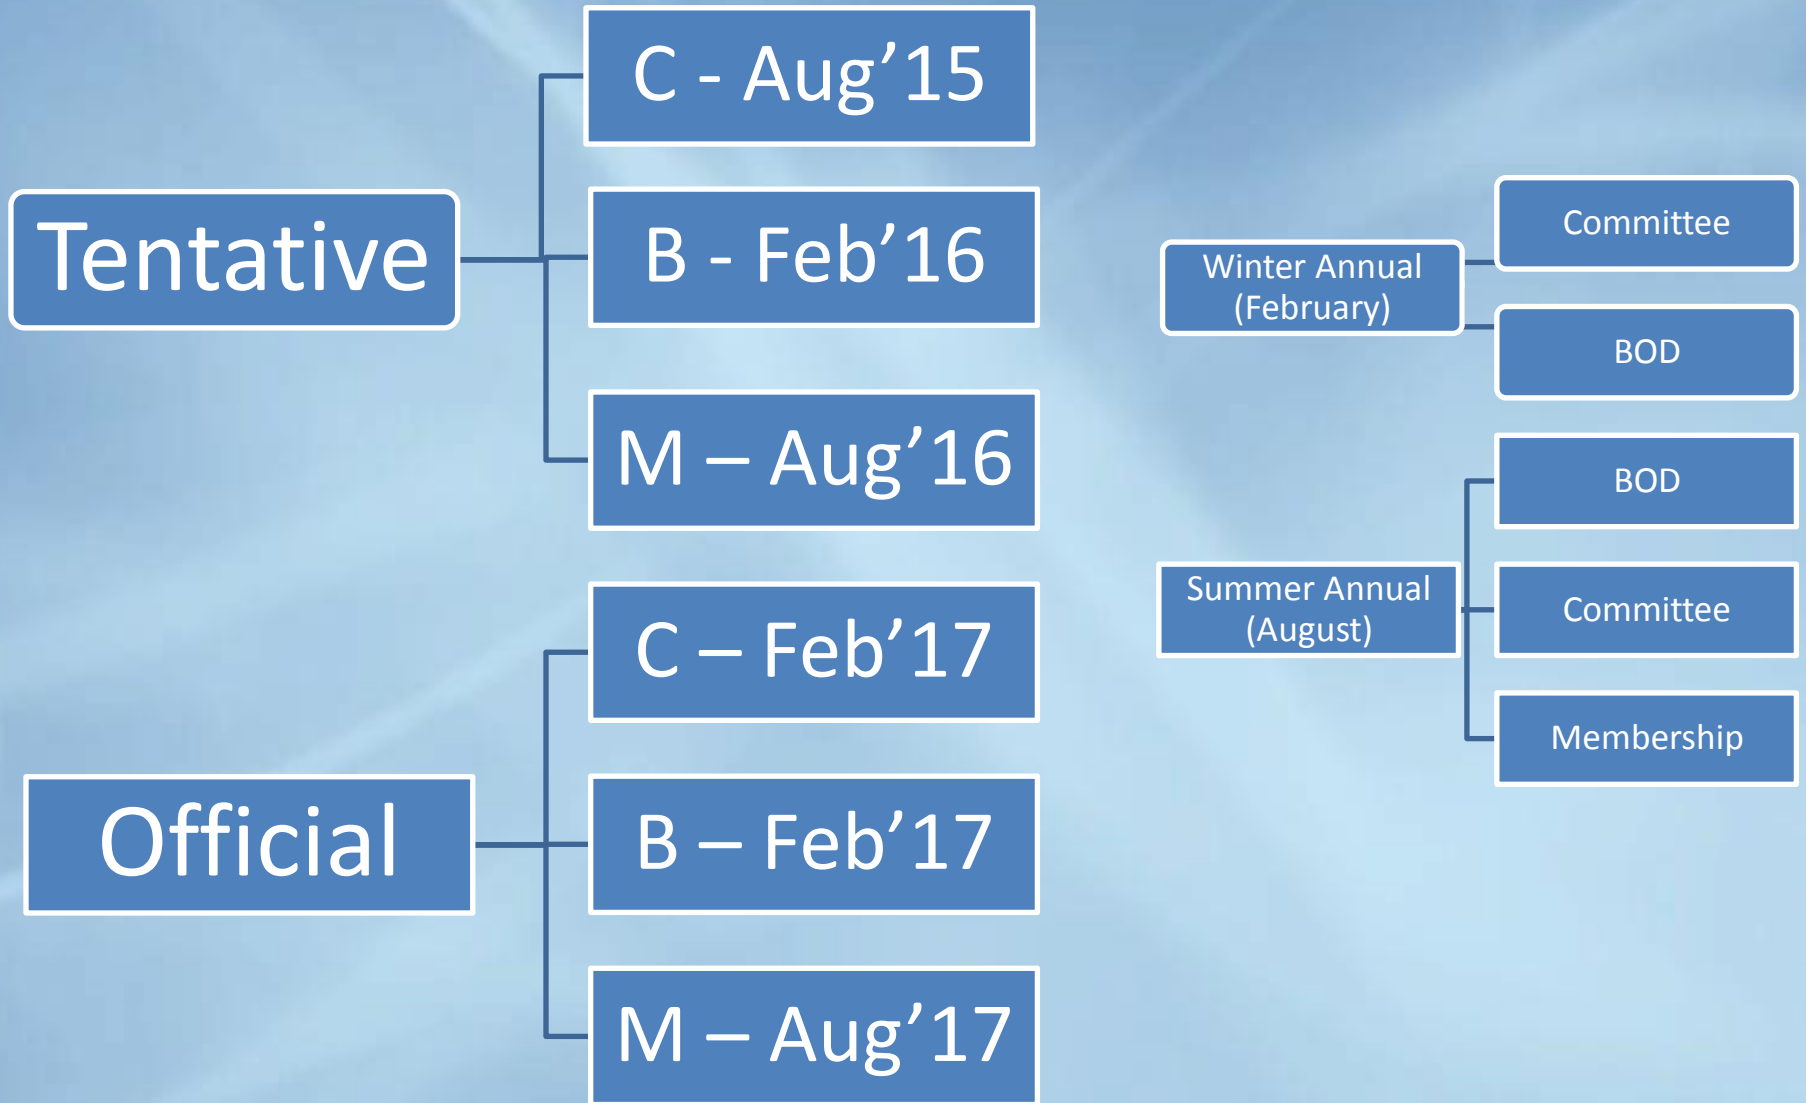 Tentative
C - Aug’15
B - Feb’16
M – Aug’16
Official
C – Feb’17
B – Feb’17
M – Aug’17
Winter Annual
(February)
Committee
BOD
Summer Annual
(August)
BOD
Committee
Membership